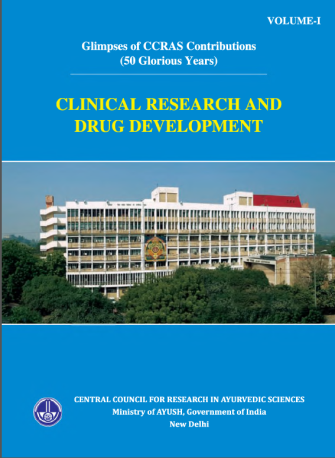 VOLUME-I
Glimpses of CCRAS Contributions
(50 Glorious Years)
CLINICAL RESEARCH AND
DRUG DEVELOPMENT
CENTRAL COUNCIL FOR RESEARCH IN AYURVEDIC SCIENCES
Ministry of AYUSH, Government of India
New Delhi